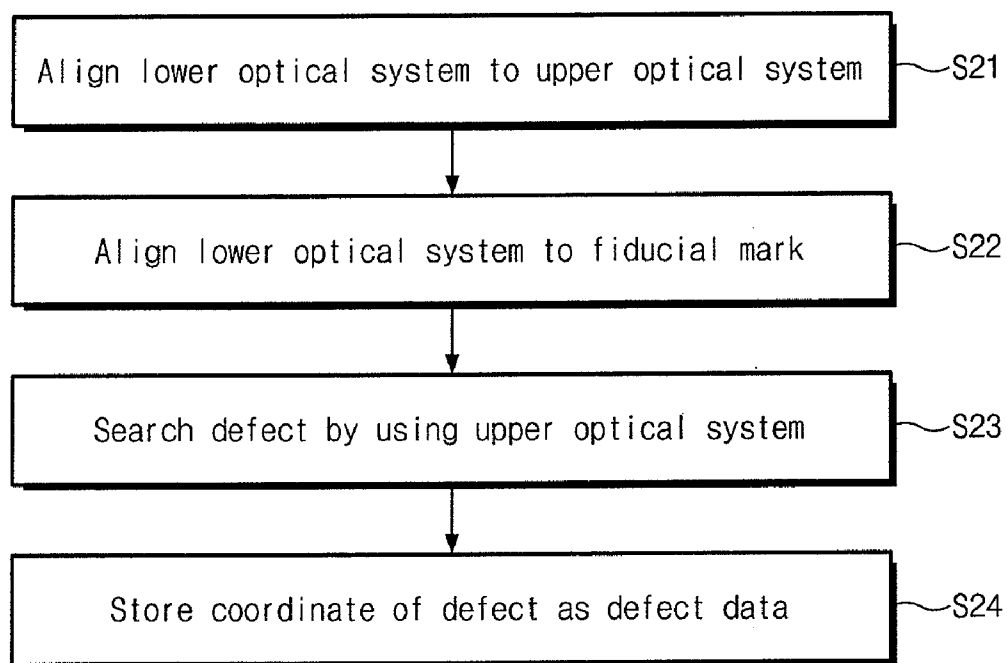 Align lower optical system to upper optical system S21
Align lower optical system to fiducial mark S22
Search defect by using upper optical system S23
Store coordinate of defect as defect data S24